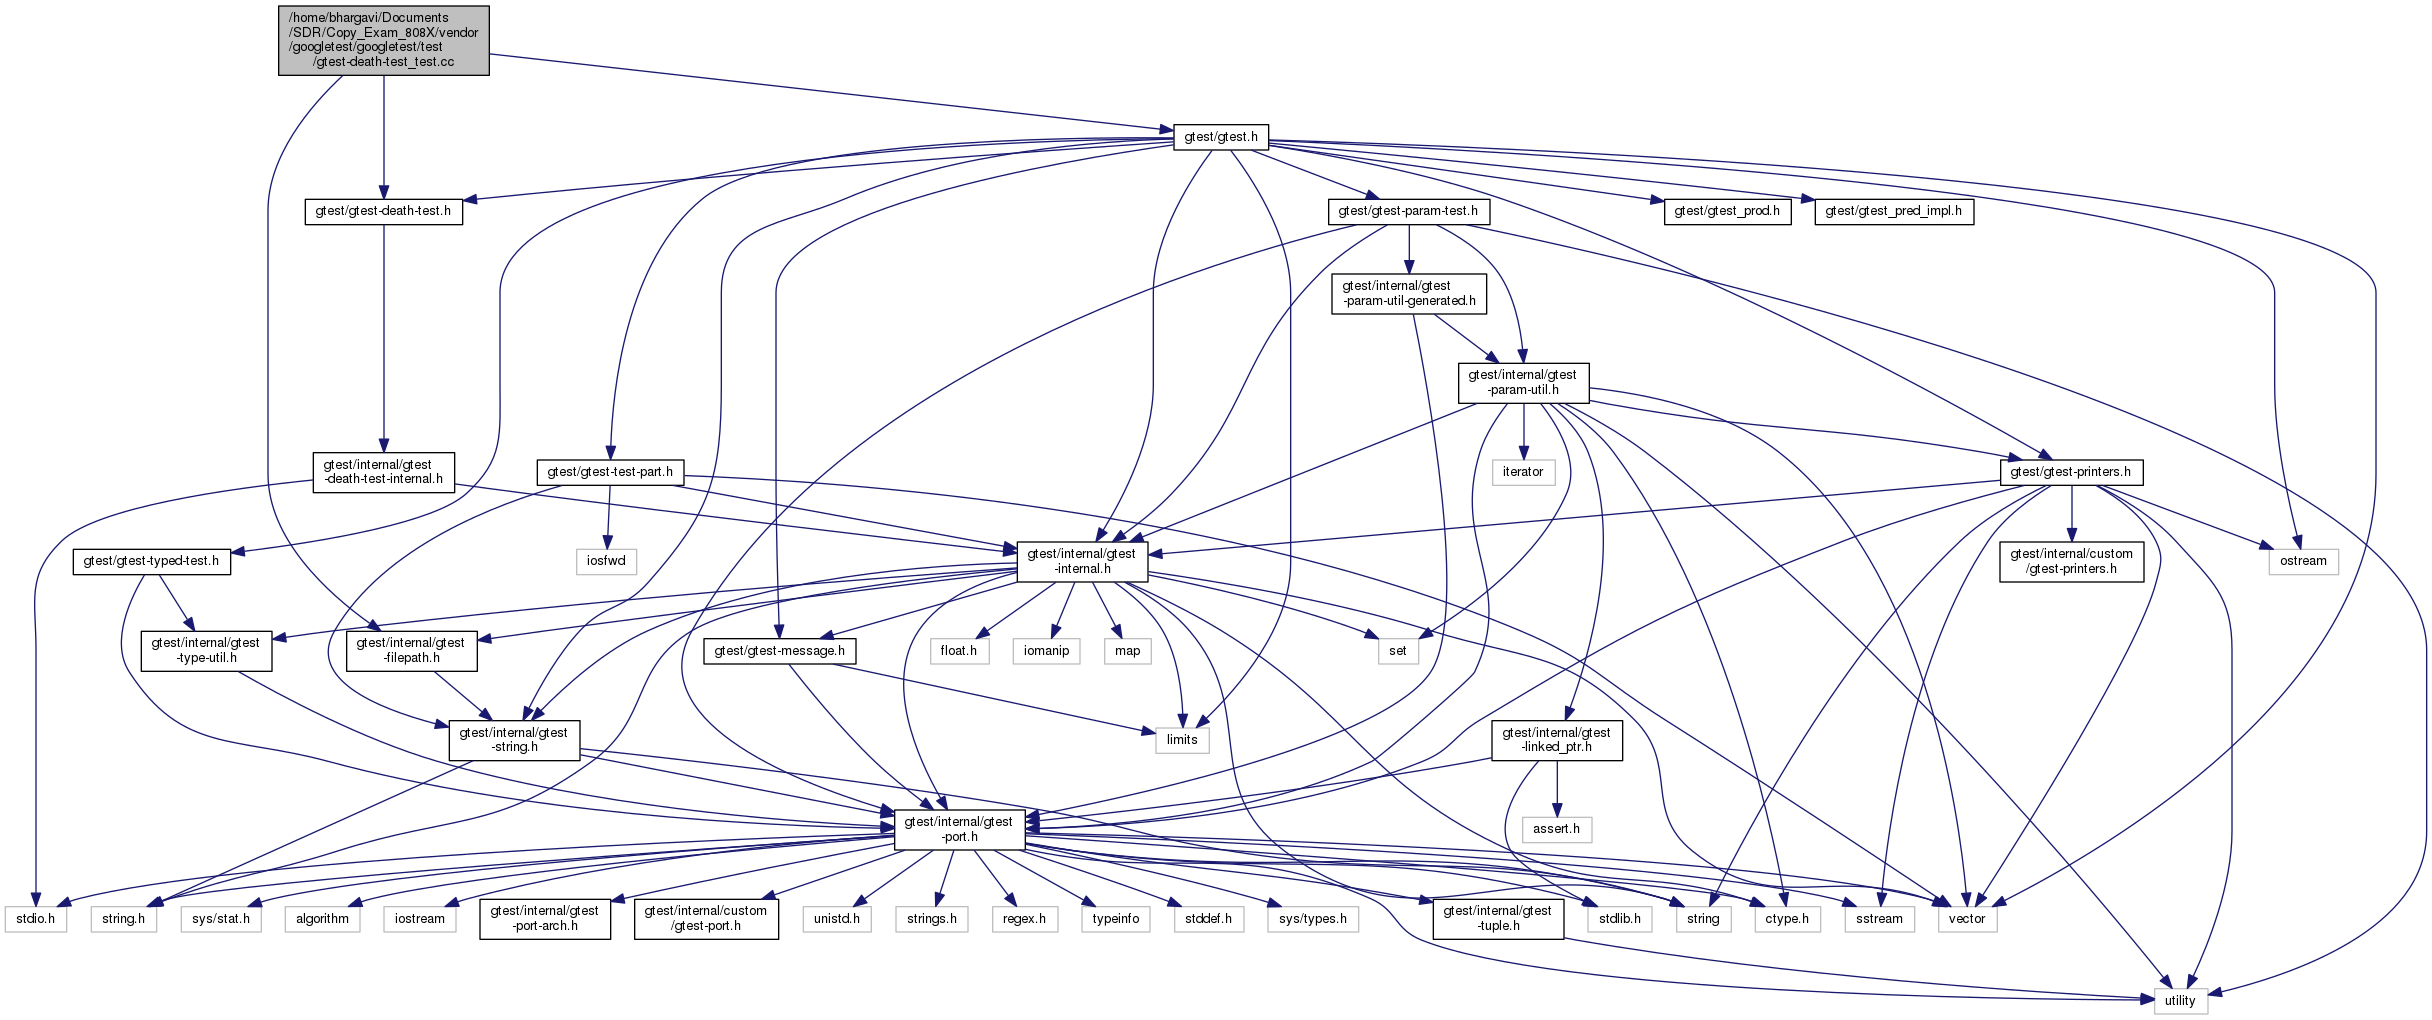 /home/bhargavi/Documents
/SDR/Copy_Exam_808X/vendor
/googletest/googletest/test
/gtest-death-test_test.cc
gtest/gtest.h
gtest/gtest-death-test.h
gtest/gtest-param-test.h
gtest/gtest_prod.h
gtest/gtest_pred_impl.h
gtest/internal/gtest
-param-util-generated.h
gtest/internal/gtest
-param-util.h
gtest/internal/gtest
-death-test-internal.h
gtest/gtest-test-part.h
iterator
gtest/gtest-printers.h
gtest/gtest-typed-test.h
iosfwd
gtest/internal/gtest
-internal.h
gtest/internal/custom
/gtest-printers.h
ostream
gtest/internal/gtest
-type-util.h
gtest/internal/gtest
-filepath.h
gtest/gtest-message.h
float.h
iomanip
map
set
gtest/internal/gtest
-string.h
limits
gtest/internal/gtest
-linked_ptr.h
gtest/internal/gtest
-port.h
assert.h
stdio.h
string.h
sys/stat.h
algorithm
iostream
gtest/internal/gtest
-port-arch.h
gtest/internal/custom
/gtest-port.h
unistd.h
strings.h
regex.h
typeinfo
stddef.h
sys/types.h
gtest/internal/gtest
-tuple.h
stdlib.h
string
ctype.h
sstream
vector
utility